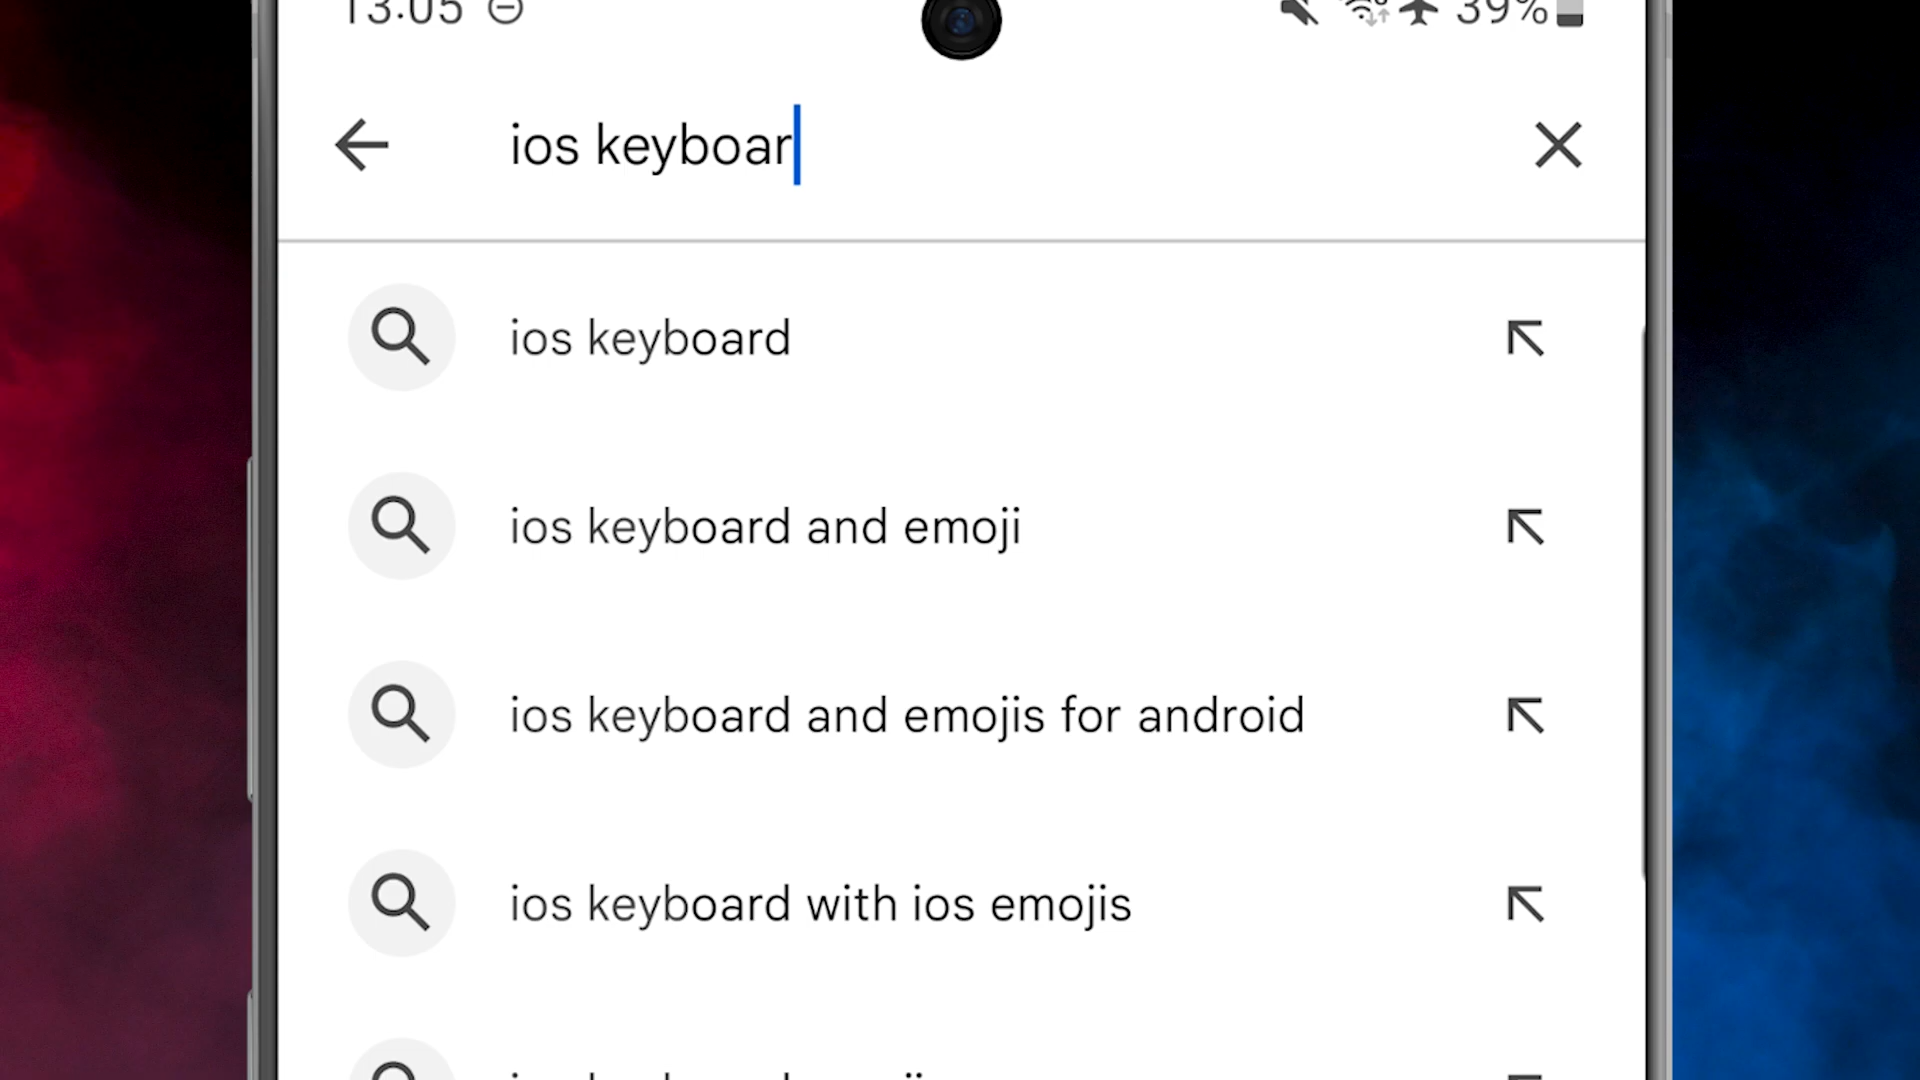 13:05 39%
ios keyboar
ios keyboard
ios keyboard and emoji
ios keyboard and emojis for android
ios keyboard with ios emojis